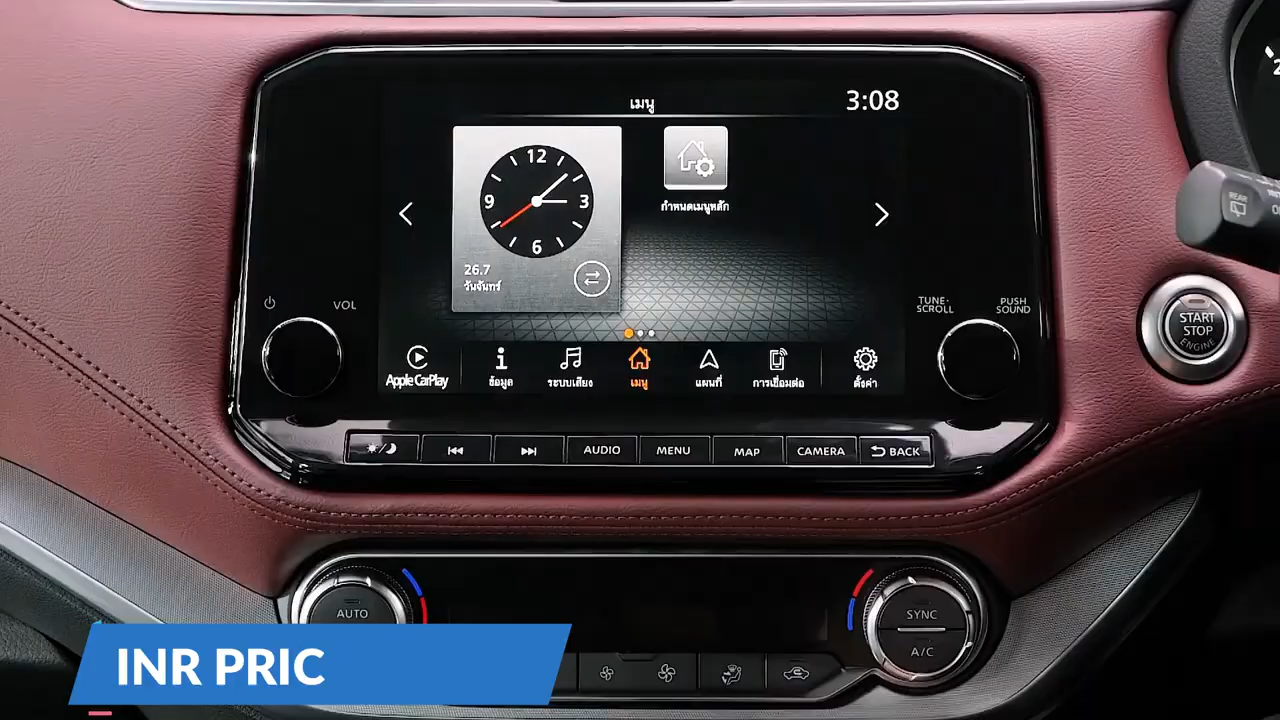 เมนู
3:08
12
9
3
6
26.7
วันจันทร์
กำหนดเมนูหลัก
VOL
TUNE·
SCROLL
PUSH
SOUND
REAR
START
STOP
ENGINE
Apple CarPlay
ข้อมูล
ระบบเสียง
เมนู
แผนที่
การเชื่อมต่อ
ตั้งค่า
AUDIO
MENU
MAP
CAMERA
BACK
AUTO
SYNC
A/C
INR PRIC